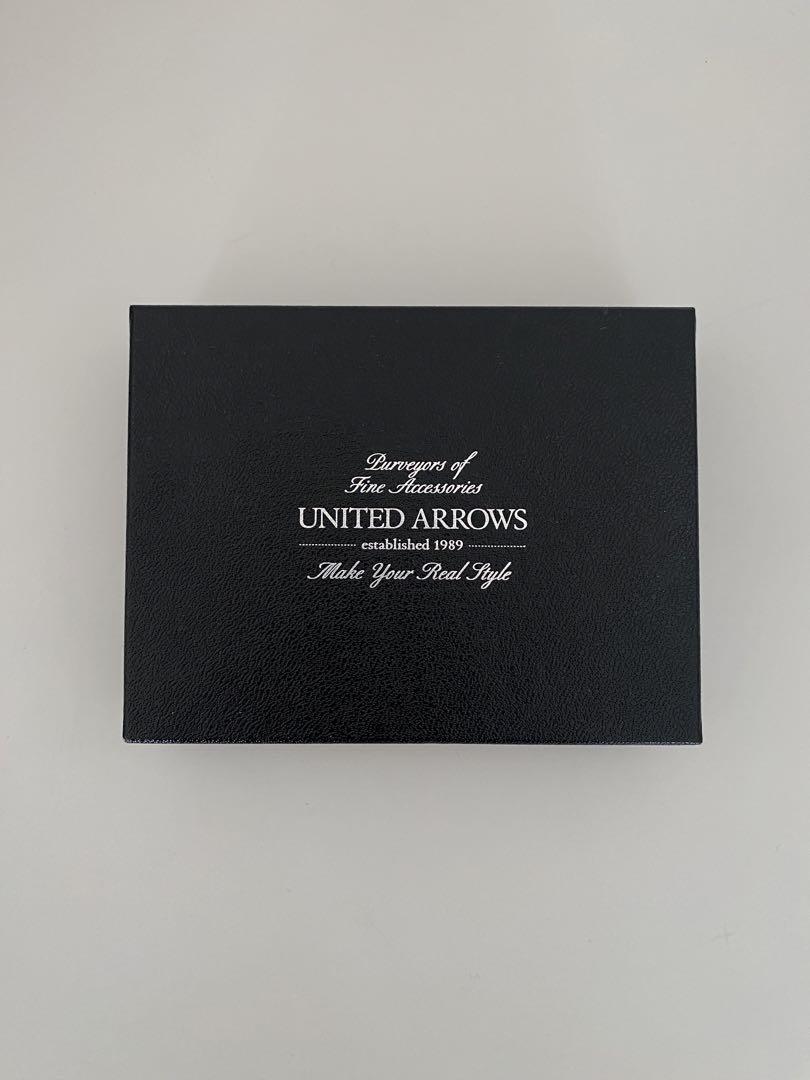 Purveyors of
Fine Accessories
UNITED ARROWS
established 1989
Make Your Real Style